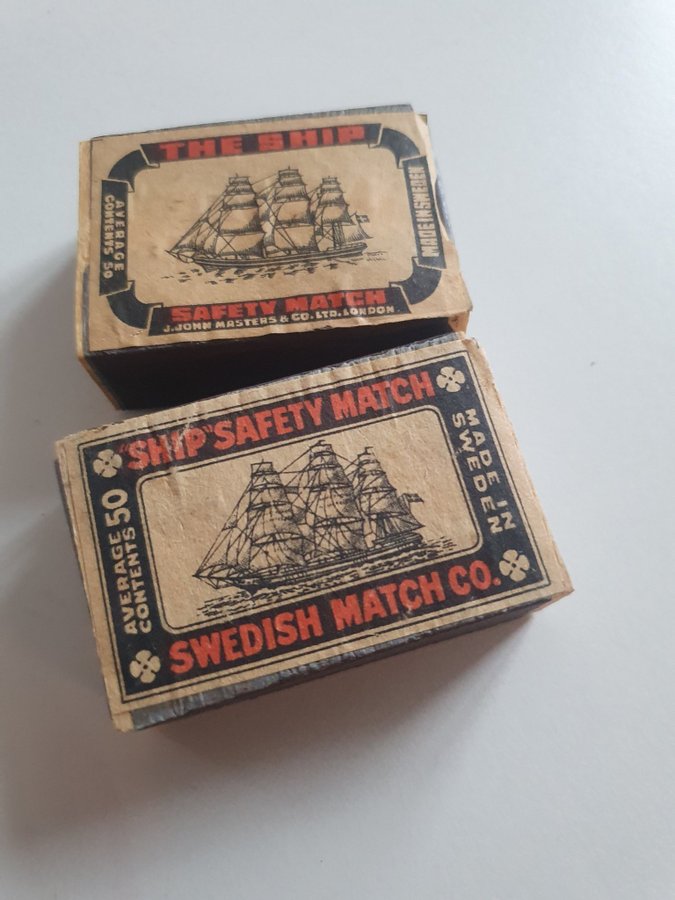 THE SHIP
AVERAGE
CONTENTS 50
MADE IN SWEDEN
SAFETY MATCH
J. JOHN MASTERS & CO. LTD. LONDON.
"SHIP" SAFETY MATCH
AVERAGE
CONTENTS 50
MADE IN
SWEDEN
SWEDISH MATCH CO.